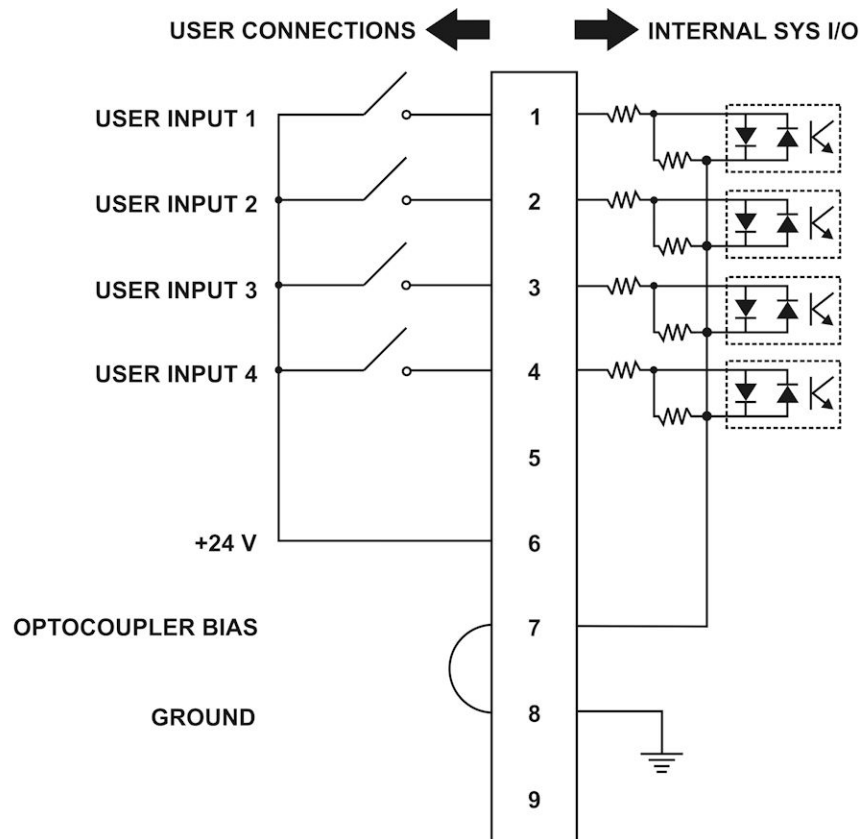 USER CONNECTIONS INTERNAL SYS I/O
USER INPUT 1 1
USER INPUT 2 2
USER INPUT 3 3
USER INPUT 4 4
5
+24 V 6
OPTOCOUPLER BIAS 7
GROUND 8
9